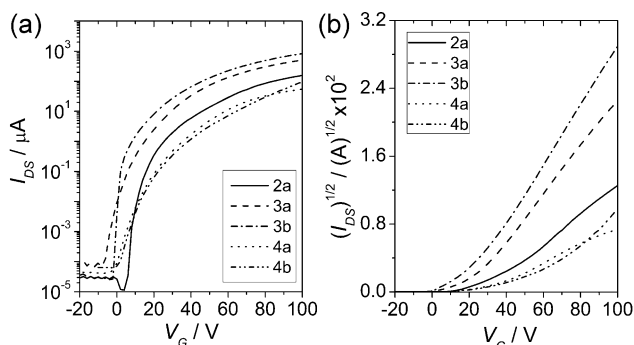 (a)
I_DS / µA
10^3
10^1
10^-1
10^-3
10^-5
-20 0 20 40 60 80 100
V_G / V
2a
3a
3b
4a
4b
(b)
(I_DS)^1/2 / (A)^1/2 x10^2
3.2
2.4
1.6
0.8
0.0
-20 0 20 40 60 80 100
V_G / V
2a
3a
3b
4a
4b